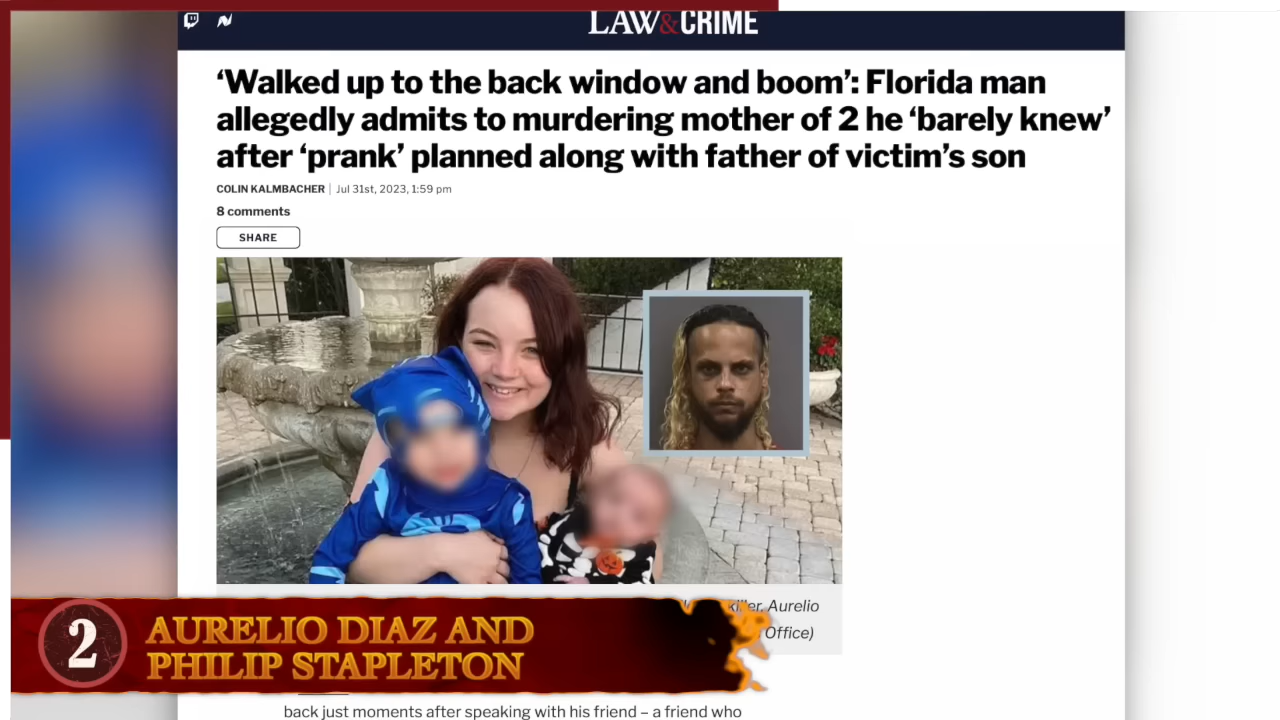 LAW&CRIME
‘Walked up to the back window and boom’: Florida man
allegedly admits to murdering mother of 2 he ‘barely knew’
after ‘prank’ planned along with father of victim’s son
COLIN KALMBACHER | Jul 31st, 2023, 1:59 pm
8 comments
SHARE
killer, Aurelio
Office)
2
AURELIO DIAZ AND
PHILIP STAPLETON
back just moments after speaking with his friend – a friend who